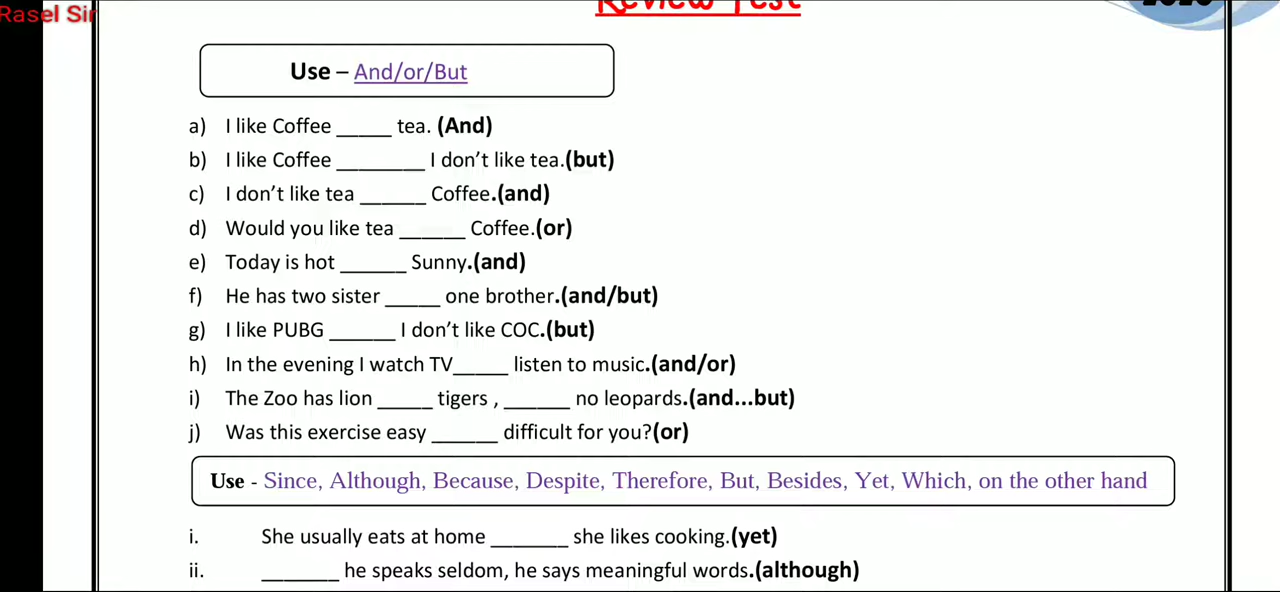 Rasel Sir
Review Test
2020
Use – And/or/But
a) I like Coffee _____ tea. (And)
b) I like Coffee ________ I don't like tea.(but)
c) I don't like tea ______ Coffee.(and)
d) Would you like tea ______ Coffee.(or)
e) Today is hot ______ Sunny.(and)
f) He has two sister _____ one brother.(and/but)
g) I like PUBG ______ I don't like COC.(but)
h) In the evening I watch TV_____ listen to music.(and/or)
i) The Zoo has lion _____ tigers , ______ no leopards.(and...but)
j) Was this exercise easy ______ difficult for you?(or)
Use - Since, Although, Because, Despite, Therefore, But, Besides, Yet, Which, on the other hand
i. She usually eats at home _______ she likes cooking.(yet)
ii. _______ he speaks seldom, he says meaningful words.(although)